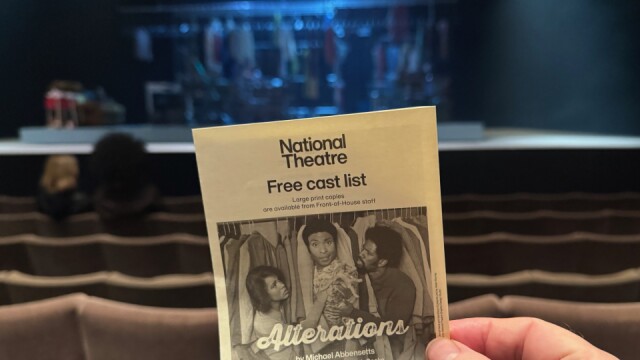 National
Theatre
Free cast list
Large print copies
are available from Front-of-House staff
Alterations
by Michael Abbensetts